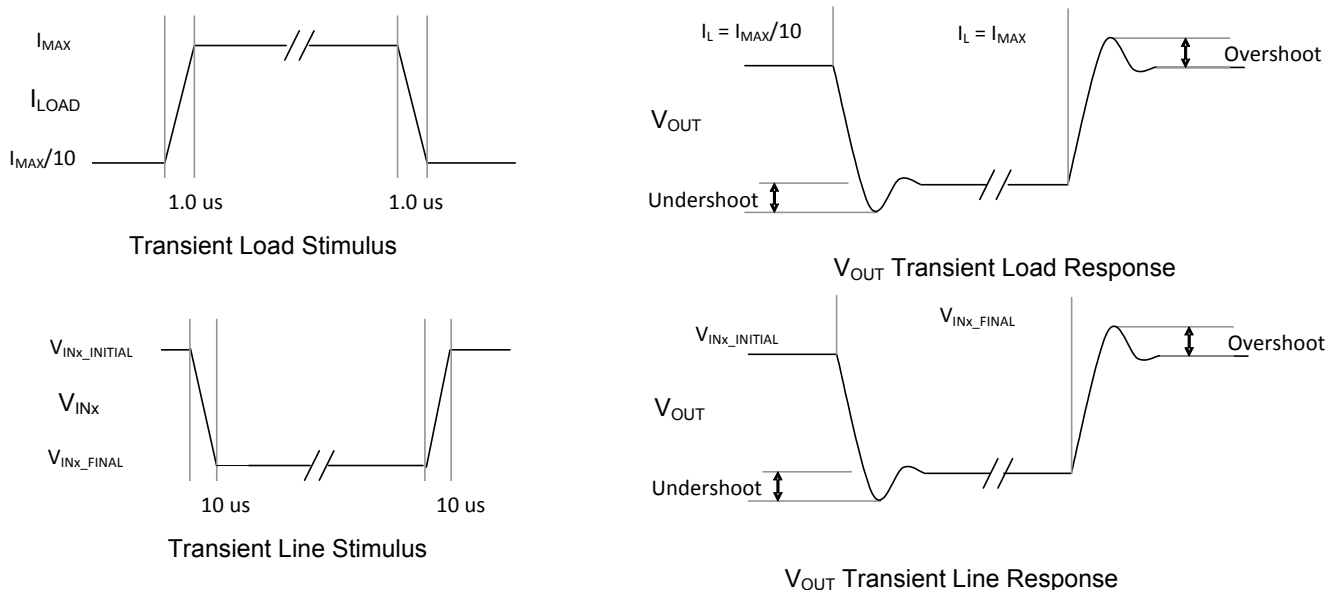 I_MAX
I_LOAD
I_MAX/10
1.0 us 1.0 us
Transient Load Stimulus
I_L = I_MAX/10 I_L = I_MAX
Overshoot
V_OUT
Undershoot
V_OUT Transient Load Response
V_INx_INITIAL
V_INx
V_INx_FINAL
10 us 10 us
Transient Line Stimulus
V_INx_INITIAL V_INx_FINAL
Overshoot
V_OUT
Undershoot
V_OUT Transient Line Response